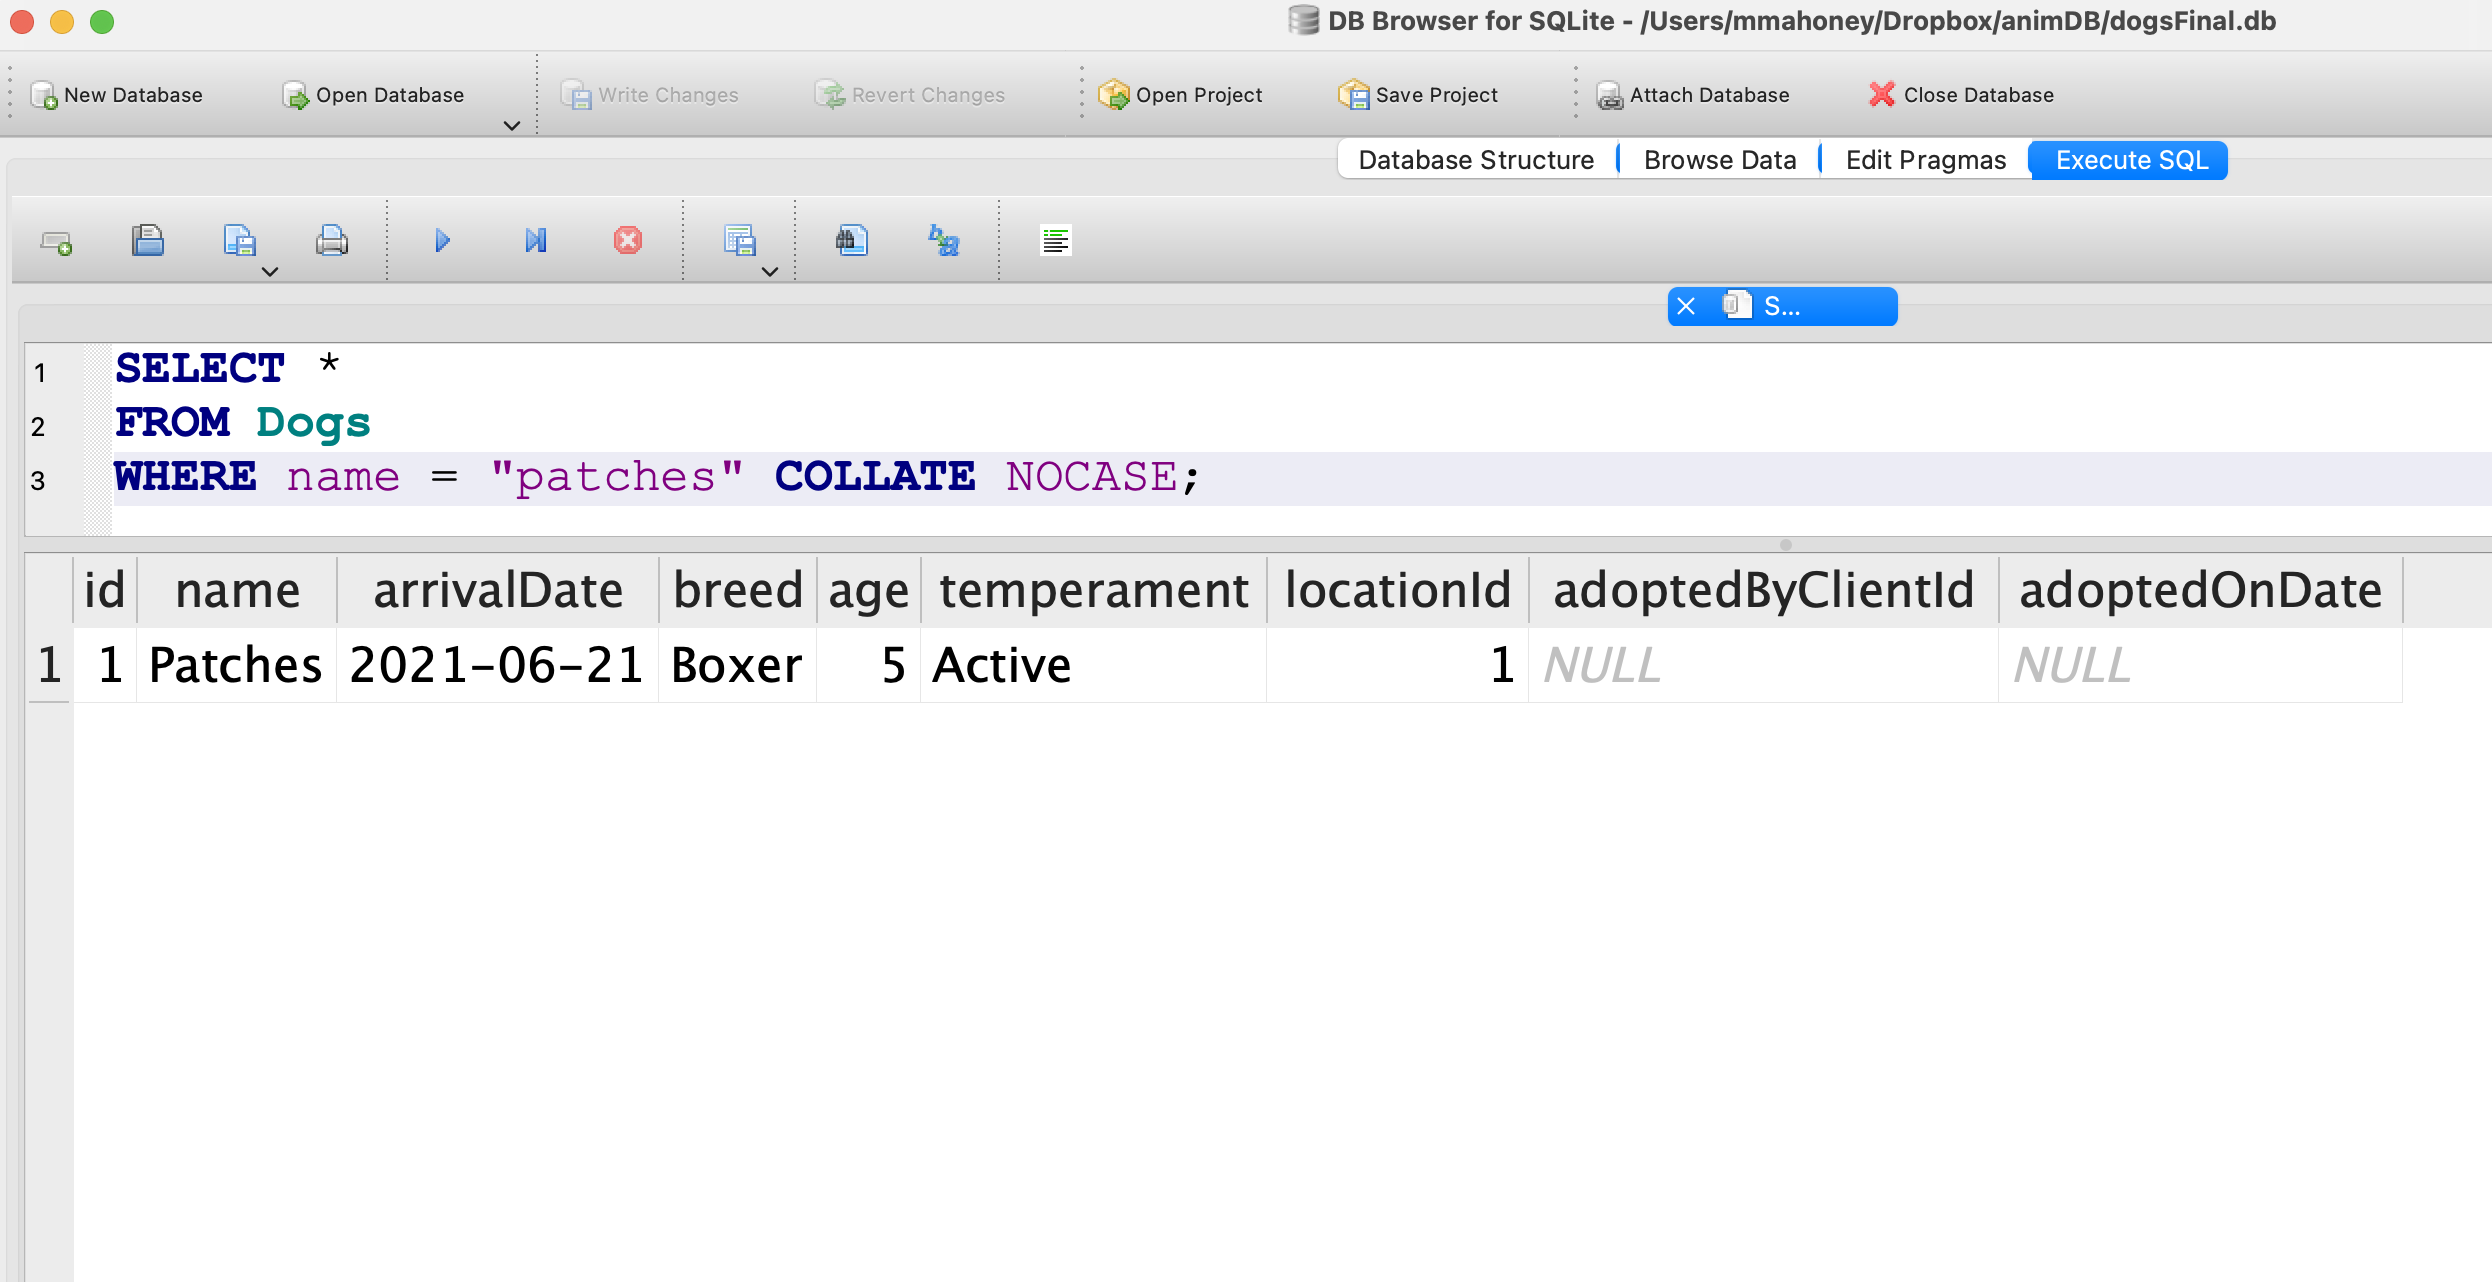 DB Browser for SQLite - /Users/mmahoney/Dropbox/animDB/dogsFinal.db
New Database Open Database Write Changes Revert Changes Open Project Save Project Attach Database Close Database
Database Structure Browse Data Edit Pragmas Execute SQL
S...
1 SELECT *
2 FROM Dogs
3 WHERE name = "patches" COLLATE NOCASE;
id name arrivalDate breed age temperament locationId adoptedByClientId adoptedOnDate
1 1 Patches 2021-06-21 Boxer 5 Active 1 NULL NULL